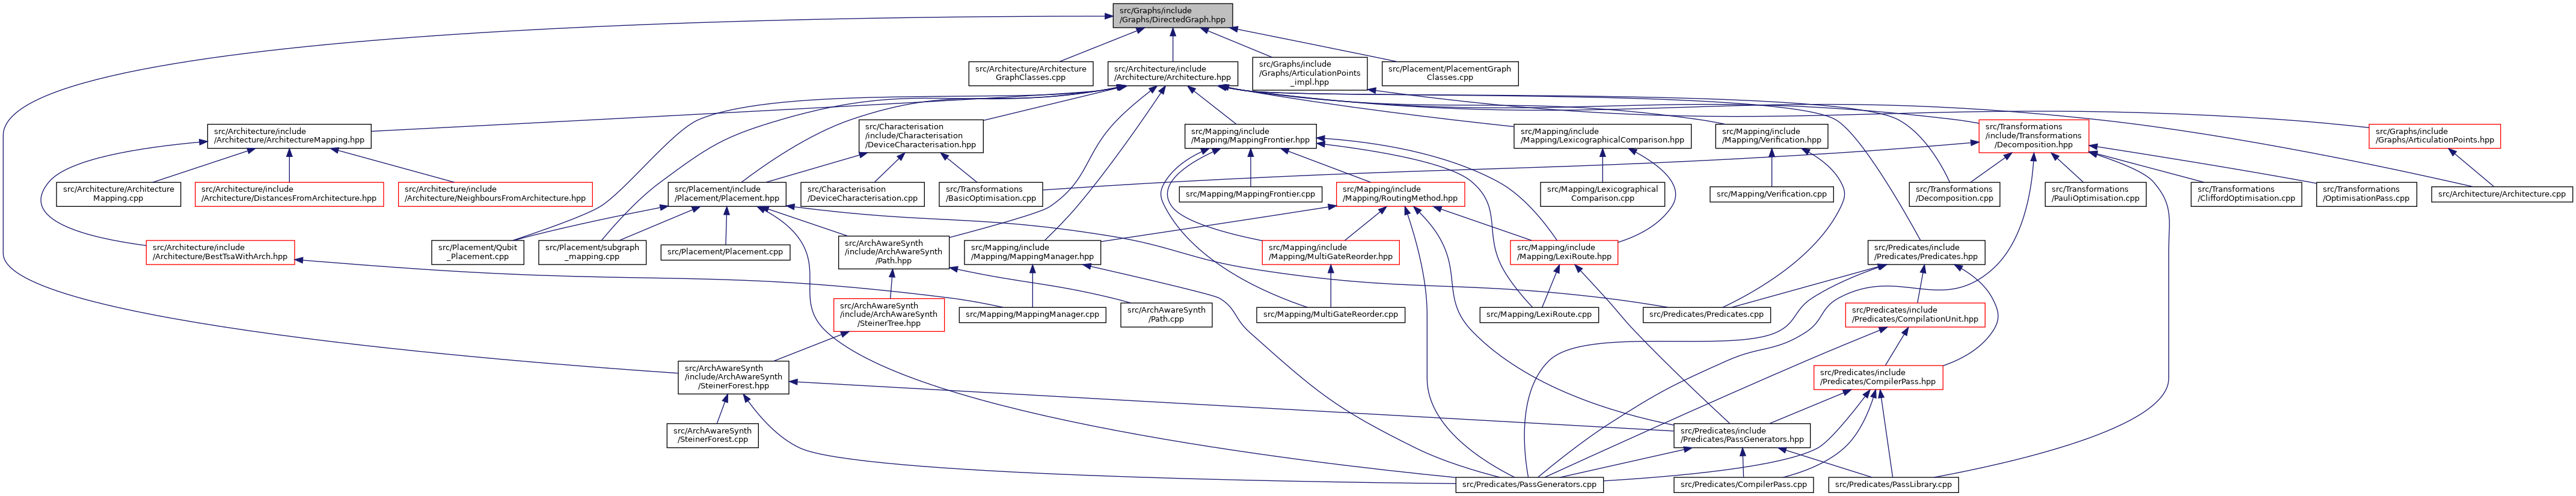 src/Graphs/include
/Graphs/DirectedGraph.hpp
src/Architecture/Architecture
GraphClasses.cpp
src/Architecture/include
/Architecture/Architecture.hpp
src/Graphs/include
/Graphs/ArticulationPoints
_impl.hpp
src/Placement/PlacementGraph
Classes.cpp
src/Architecture/include
/Architecture/ArchitectureMapping.hpp
src/Characterisation
/include/Characterisation
/DeviceCharacterisation.hpp
src/Mapping/include
/Mapping/MappingFrontier.hpp
src/Mapping/include
/Mapping/LexicographicalComparison.hpp
src/Mapping/include
/Mapping/Verification.hpp
src/Transformations
/include/Transformations
/Decomposition.hpp
src/Graphs/include
/Graphs/ArticulationPoints.hpp
src/Architecture/Architecture
Mapping.cpp
src/Architecture/include
/Architecture/DistancesFromArchitecture.hpp
src/Architecture/include
/Architecture/NeighboursFromArchitecture.hpp
src/Placement/include
/Placement/Placement.hpp
src/Characterisation
/DeviceCharacterisation.cpp
src/Transformations
/BasicOptimisation.cpp
src/Mapping/MappingFrontier.cpp
src/Mapping/include
/Mapping/RoutingMethod.hpp
src/Mapping/Lexicographical
Comparison.cpp
src/Mapping/Verification.cpp
src/Transformations
/Decomposition.cpp
src/Transformations
/PauliOptimisation.cpp
src/Transformations
/CliffordOptimisation.cpp
src/Transformations
/OptimisationPass.cpp
src/Architecture/Architecture.cpp
src/Architecture/include
/Architecture/BestTsaWithArch.hpp
src/Placement/Qubit
_Placement.cpp
src/Placement/subgraph
_mapping.cpp
src/Placement/Placement.cpp
src/ArchAwareSynth
/include/ArchAwareSynth
/Path.hpp
src/Mapping/include
/Mapping/MappingManager.hpp
src/Mapping/include
/Mapping/MultiGateReorder.hpp
src/Mapping/include
/Mapping/LexiRoute.hpp
src/Predicates/include
/Predicates/Predicates.hpp
src/ArchAwareSynth
/include/ArchAwareSynth
/SteinerTree.hpp
src/Mapping/MappingManager.cpp
src/ArchAwareSynth
/Path.cpp
src/Mapping/MultiGateReorder.cpp
src/Mapping/LexiRoute.cpp
src/Predicates/Predicates.cpp
src/Predicates/include
/Predicates/CompilationUnit.hpp
src/ArchAwareSynth
/include/ArchAwareSynth
/SteinerForest.hpp
src/Predicates/include
/Predicates/CompilerPass.hpp
src/ArchAwareSynth
/SteinerForest.cpp
src/Predicates/include
/Predicates/PassGenerators.hpp
src/Predicates/PassGenerators.cpp
src/Predicates/CompilerPass.cpp
src/Predicates/PassLibrary.cpp